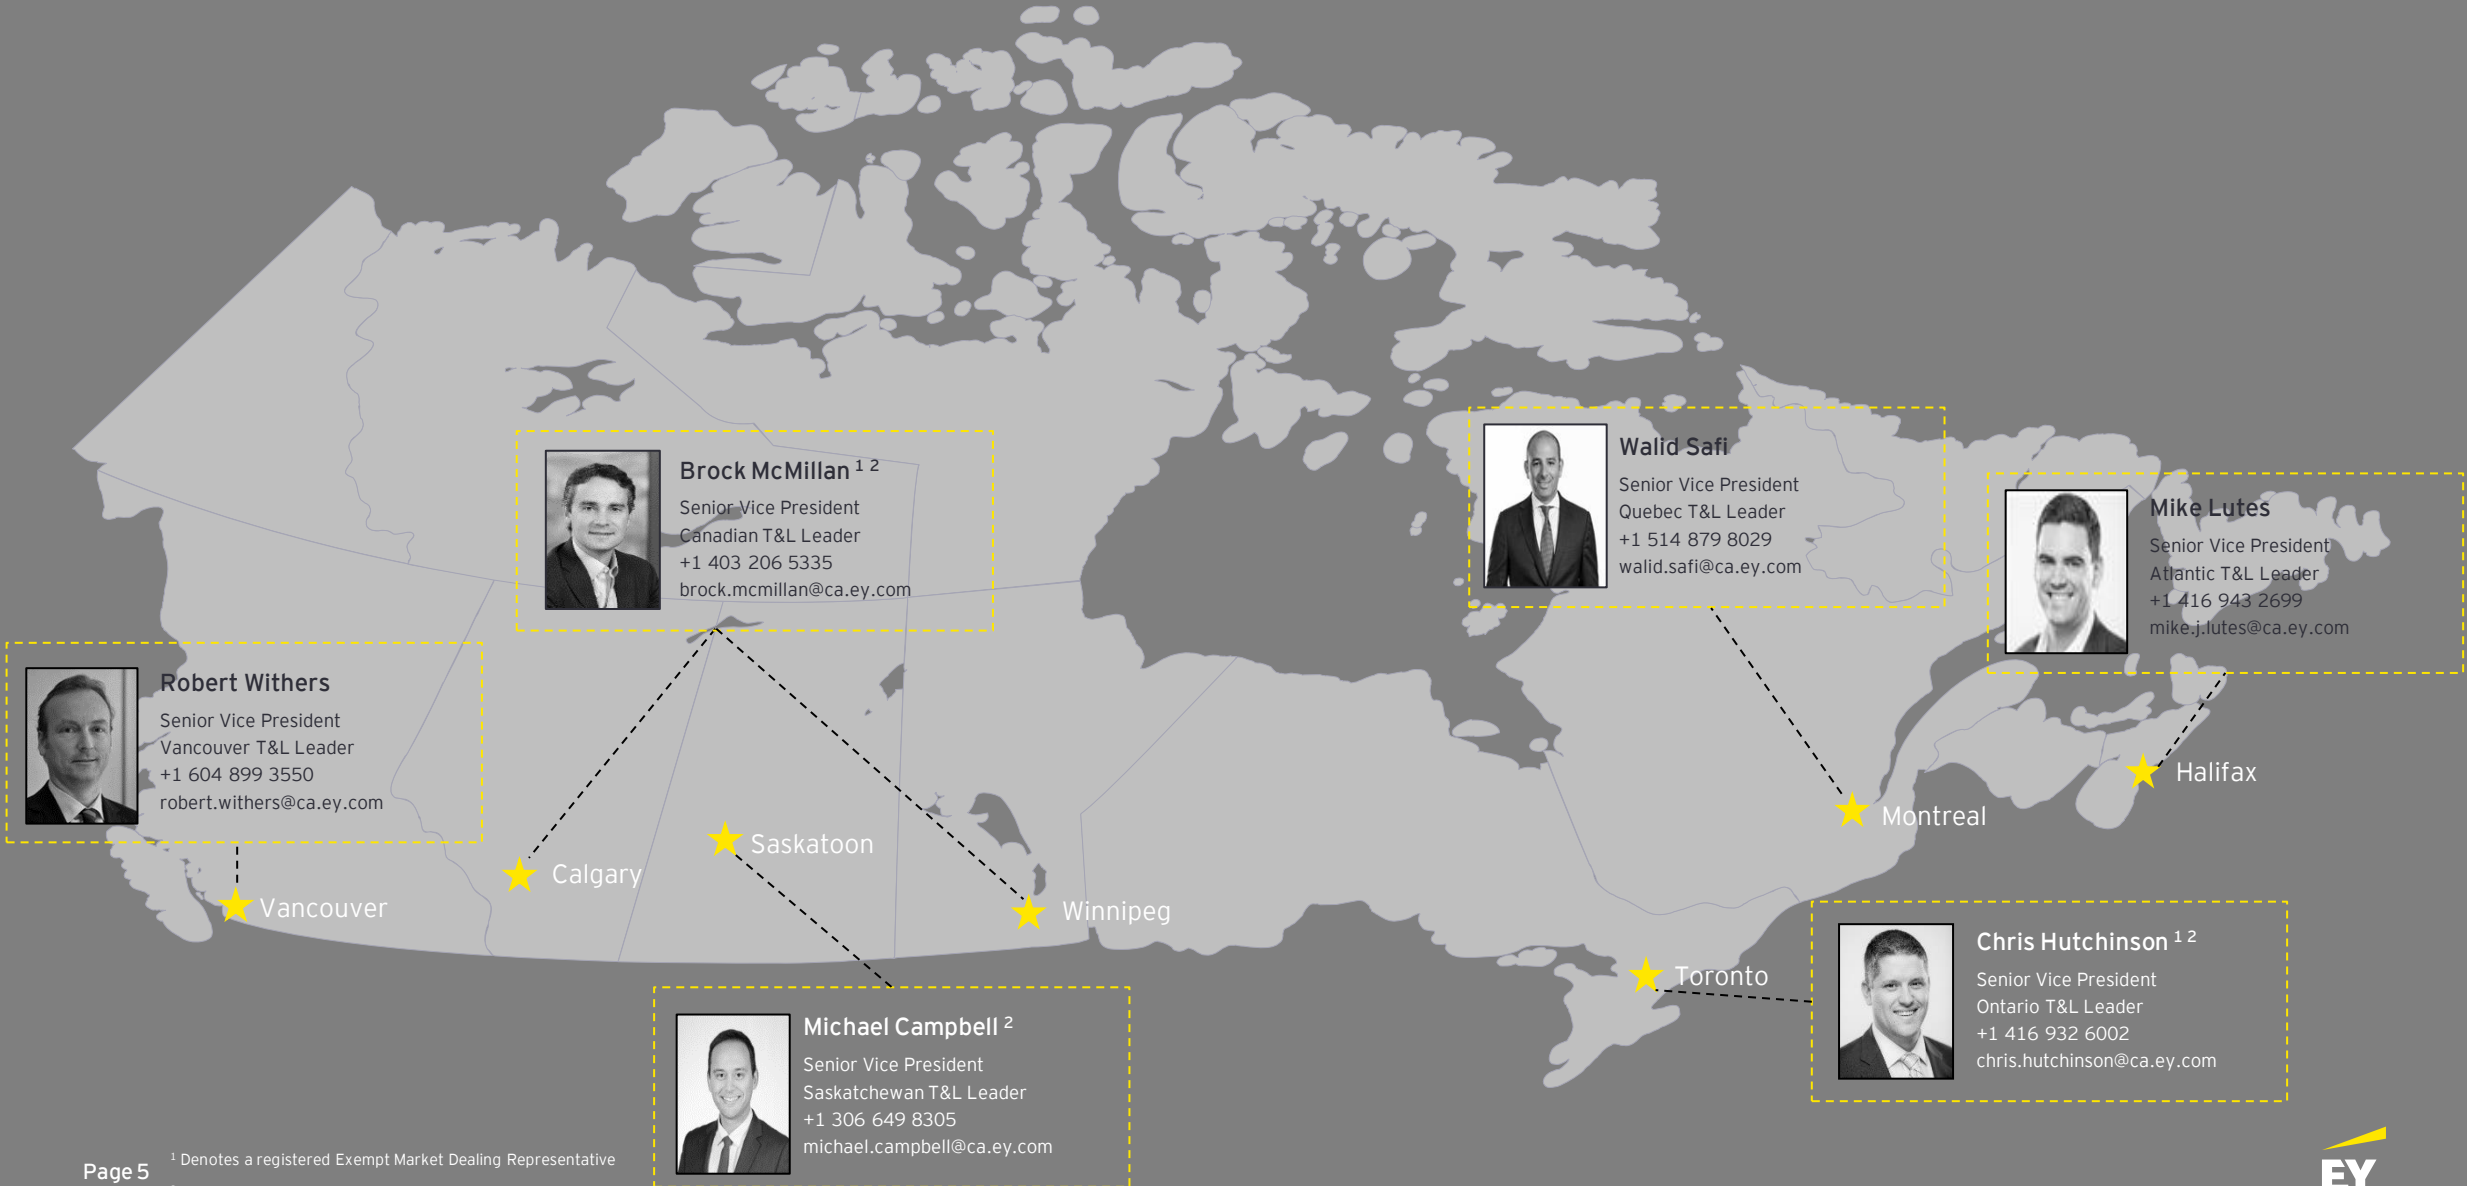 Walid Safi
Senior Vice President
Quebec T&L Leader
+1 514 879 8029
walid.safi@ca.ey.com
Brock McMillan 1 2
Senior Vice President
Canadian T&L Leader
+1 403 206 5335
brock.mcmillan@ca.ey.com
Mike Lutes
Senior Vice President
Atlantic T&L Leader
+1 416 943 2699
mike.j.lutes@ca.ey.com
Robert Withers
Senior Vice President
Vancouver T&L Leader
+1 604 899 3550
robert.withers@ca.ey.com
Halifax
Montreal
Saskatoon
Calgary
Vancouver
Winnipeg
Toronto
Chris Hutchinson 1 2
Senior Vice President
Ontario T&L Leader
+1 416 932 6002
chris.hutchinson@ca.ey.com
Michael Campbell 2
Senior Vice President
Saskatchewan T&L Leader
+1 306 649 8305
michael.campbell@ca.ey.com
Page 5
1 Denotes a registered Exempt Market Dealing Representative
EY